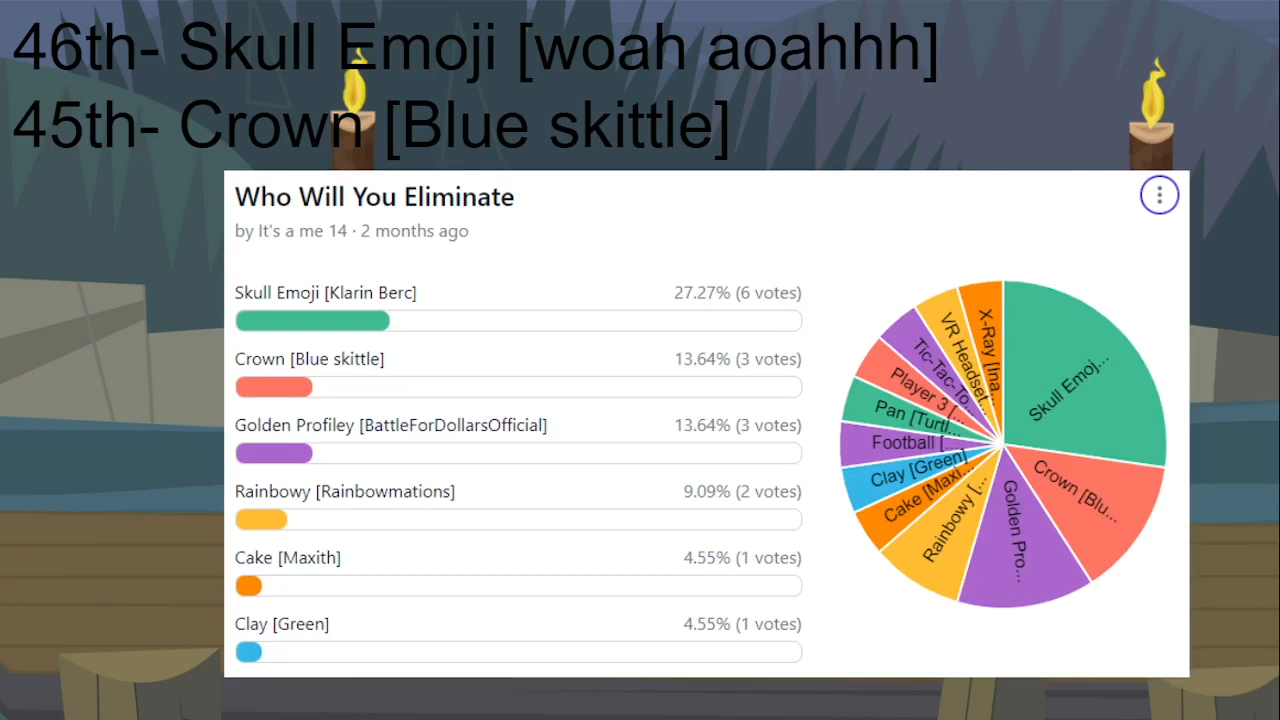 46th- Skull Emoji [woah aoahhh]
45th- Crown [Blue skittle]
Who Will You Eliminate
by It's a me 14 · 2 months ago
Skull Emoji [Klarin Berc] 27.27% (6 votes)
Crown [Blue skittle] 13.64% (3 votes)
Golden Profiley [BattleForDollarsOfficial] 13.64% (3 votes)
Rainbowy [Rainbowmations] 9.09% (2 votes)
Cake [Maxith] 4.55% (1 votes)
Clay [Green] 4.55% (1 votes)
Skull Emoj...
Crown [Blu...
Golden Pro...
Rainbowy [...
Cake [Maxi...
Clay [Green]
Football [...
Pan [Turtl...
Player 3 [...
Tic-Tac-To...
VR Headset...
X-Ray [Ina...